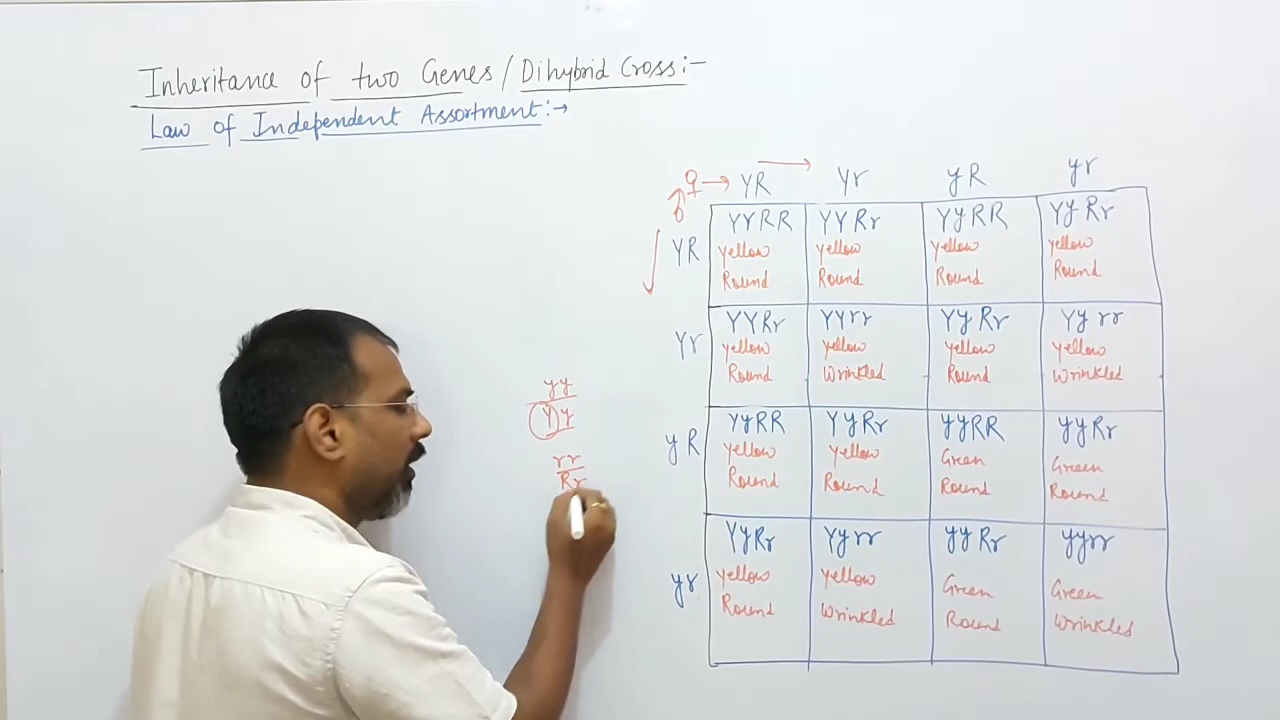 Inheritance of two Genes/Dihybrid Cross:-
Law of Independent Assortment:→
♀ → YR → Yr yR yr
♂
YR YYRR YYRr YyRR YyRr
Yellow Yellow Yellow Yellow
Round Round Round Round
Yr YYRr YYrr YyRr Yyrr
Yellow Yellow Yellow Yellow
Round Wrinkled Round Wrinkled
yy
Yy
yR YyRR YyRr yyRR yyRr
Yellow Yellow Green Green
Round Round Round Round
rr
Rr
yr YyRr Yyrr yyRr yyrr
Yellow Yellow Green Green
Round Wrinkled Round Wrinkled